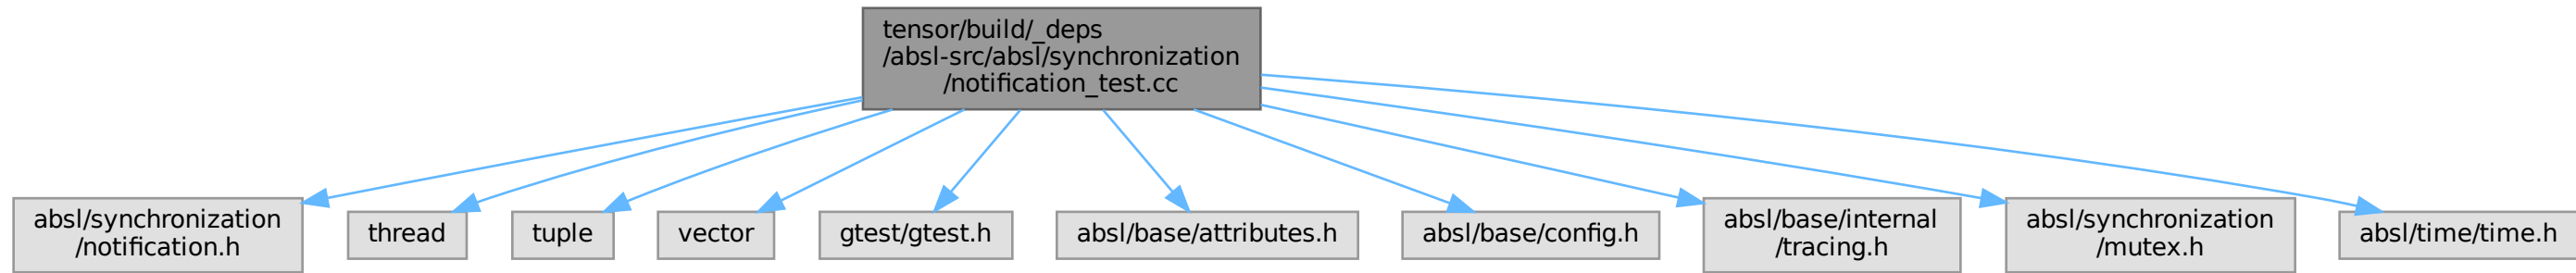 tensor/build/_deps
/absl-src/absl/synchronization
/notification_test.cc
absl/synchronization
/notification.h
thread
tuple
vector
gtest/gtest.h
absl/base/attributes.h
absl/base/config.h
absl/base/internal
/tracing.h
absl/synchronization
/mutex.h
absl/time/time.h